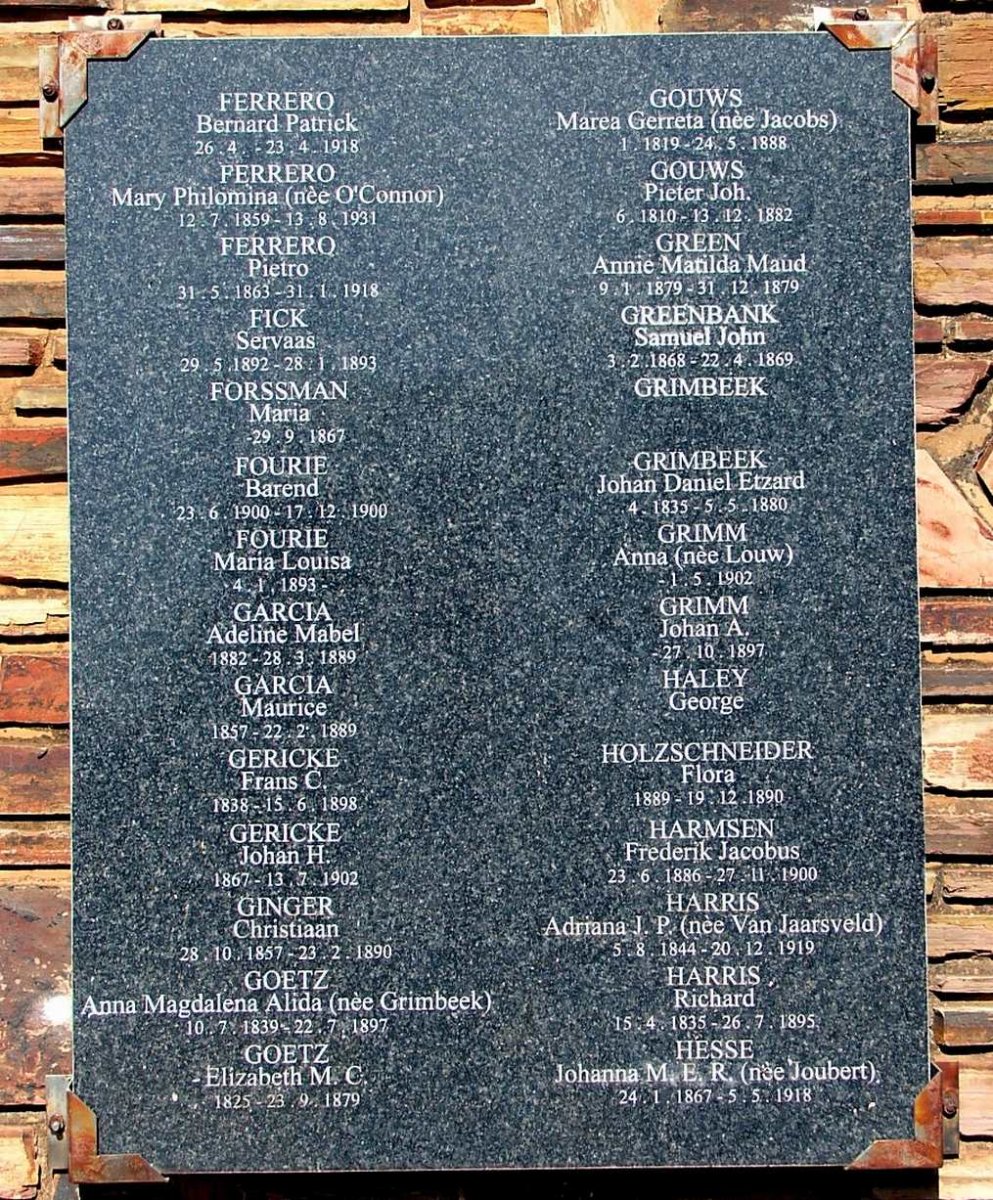 FERRERO
Bernard Patrick
26 . 4 . - 23 . 4 . 1918
FERRERO
Mary Philomina (nèe O'Connor)
12 . 7 . 1859 - 13 . 8 . 1931
FERRERO
Pietro
31 . 5 . 1863 - 31 . 1 . 1918
FICK
Servaas
29 . 5 . 1892 - 28 . 1 . 1893
FORSSMAN
Maria
-29 . 9 . 1867
FOURIE
Barend
23 . 6 . 1900 - 17 . 12 . 1900
FOURIE
Maria Louisa
4 . 1 . 1893 -
GARCIA
Adeline Mabel
1882 - 28 . 3 . 1889
GARCIA
Maurice
1857 - 22 . 2 . 1889
GERICKE
Frans C.
1838 - 15 . 6 . 1898
GERICKE
Johan H.
1867 - 13 . 7 . 1902
GINGER
Christiaan
28 . 10 . 1857 - 23 . 2 . 1890
GOETZ
Anna Magdalena Alida (nèe Grimbeek)
10 . 7 . 1839 - 22 . 7 . 1897
GOETZ
Elizabeth M. C.
1825 - 23 . 9 . 1879
GOUWS
Marea Gerreta (nèe Jacobs)
1 . 1819 - 24 . 5 . 1888
GOUWS
Pieter Joh.
6 . 1810 - 13 . 12 . 1882
GREEN
Annie Matilda Maud
9 . 1 . 1879 - 31 . 12 . 1879
GREENBANK
Samuel John
3 . 2 . 1868 - 22 . 4 . 1869
GRIMBEEK
GRIMBEEK
Johan Daniel Etzard
4 . 1835 - 5 . 5 . 1880
GRIMM
Anna (nèe Louw)
- 1 . 5 . 1902
GRIMM
Johan A.
- 27 . 10 . 1897
HALEY
George
HOLZSCHNEIDER
Flora
1889 - 19 . 12 . 1890
HARMSEN
Frederik Jacobus
23 . 6 . 1886 - 27 . 11 . 1900
HARRIS
Adriana J. P. (nèe Van Jaarsveld)
5 . 8 . 1844 - 20 . 12 . 1919
HARRIS
Richard
15 . 4 . 1835 - 26 . 7 . 1895
HESSE
Johanna M. E. R. (nèe Joubert)
24 . 1 . 1867 - 5 . 5 . 1918